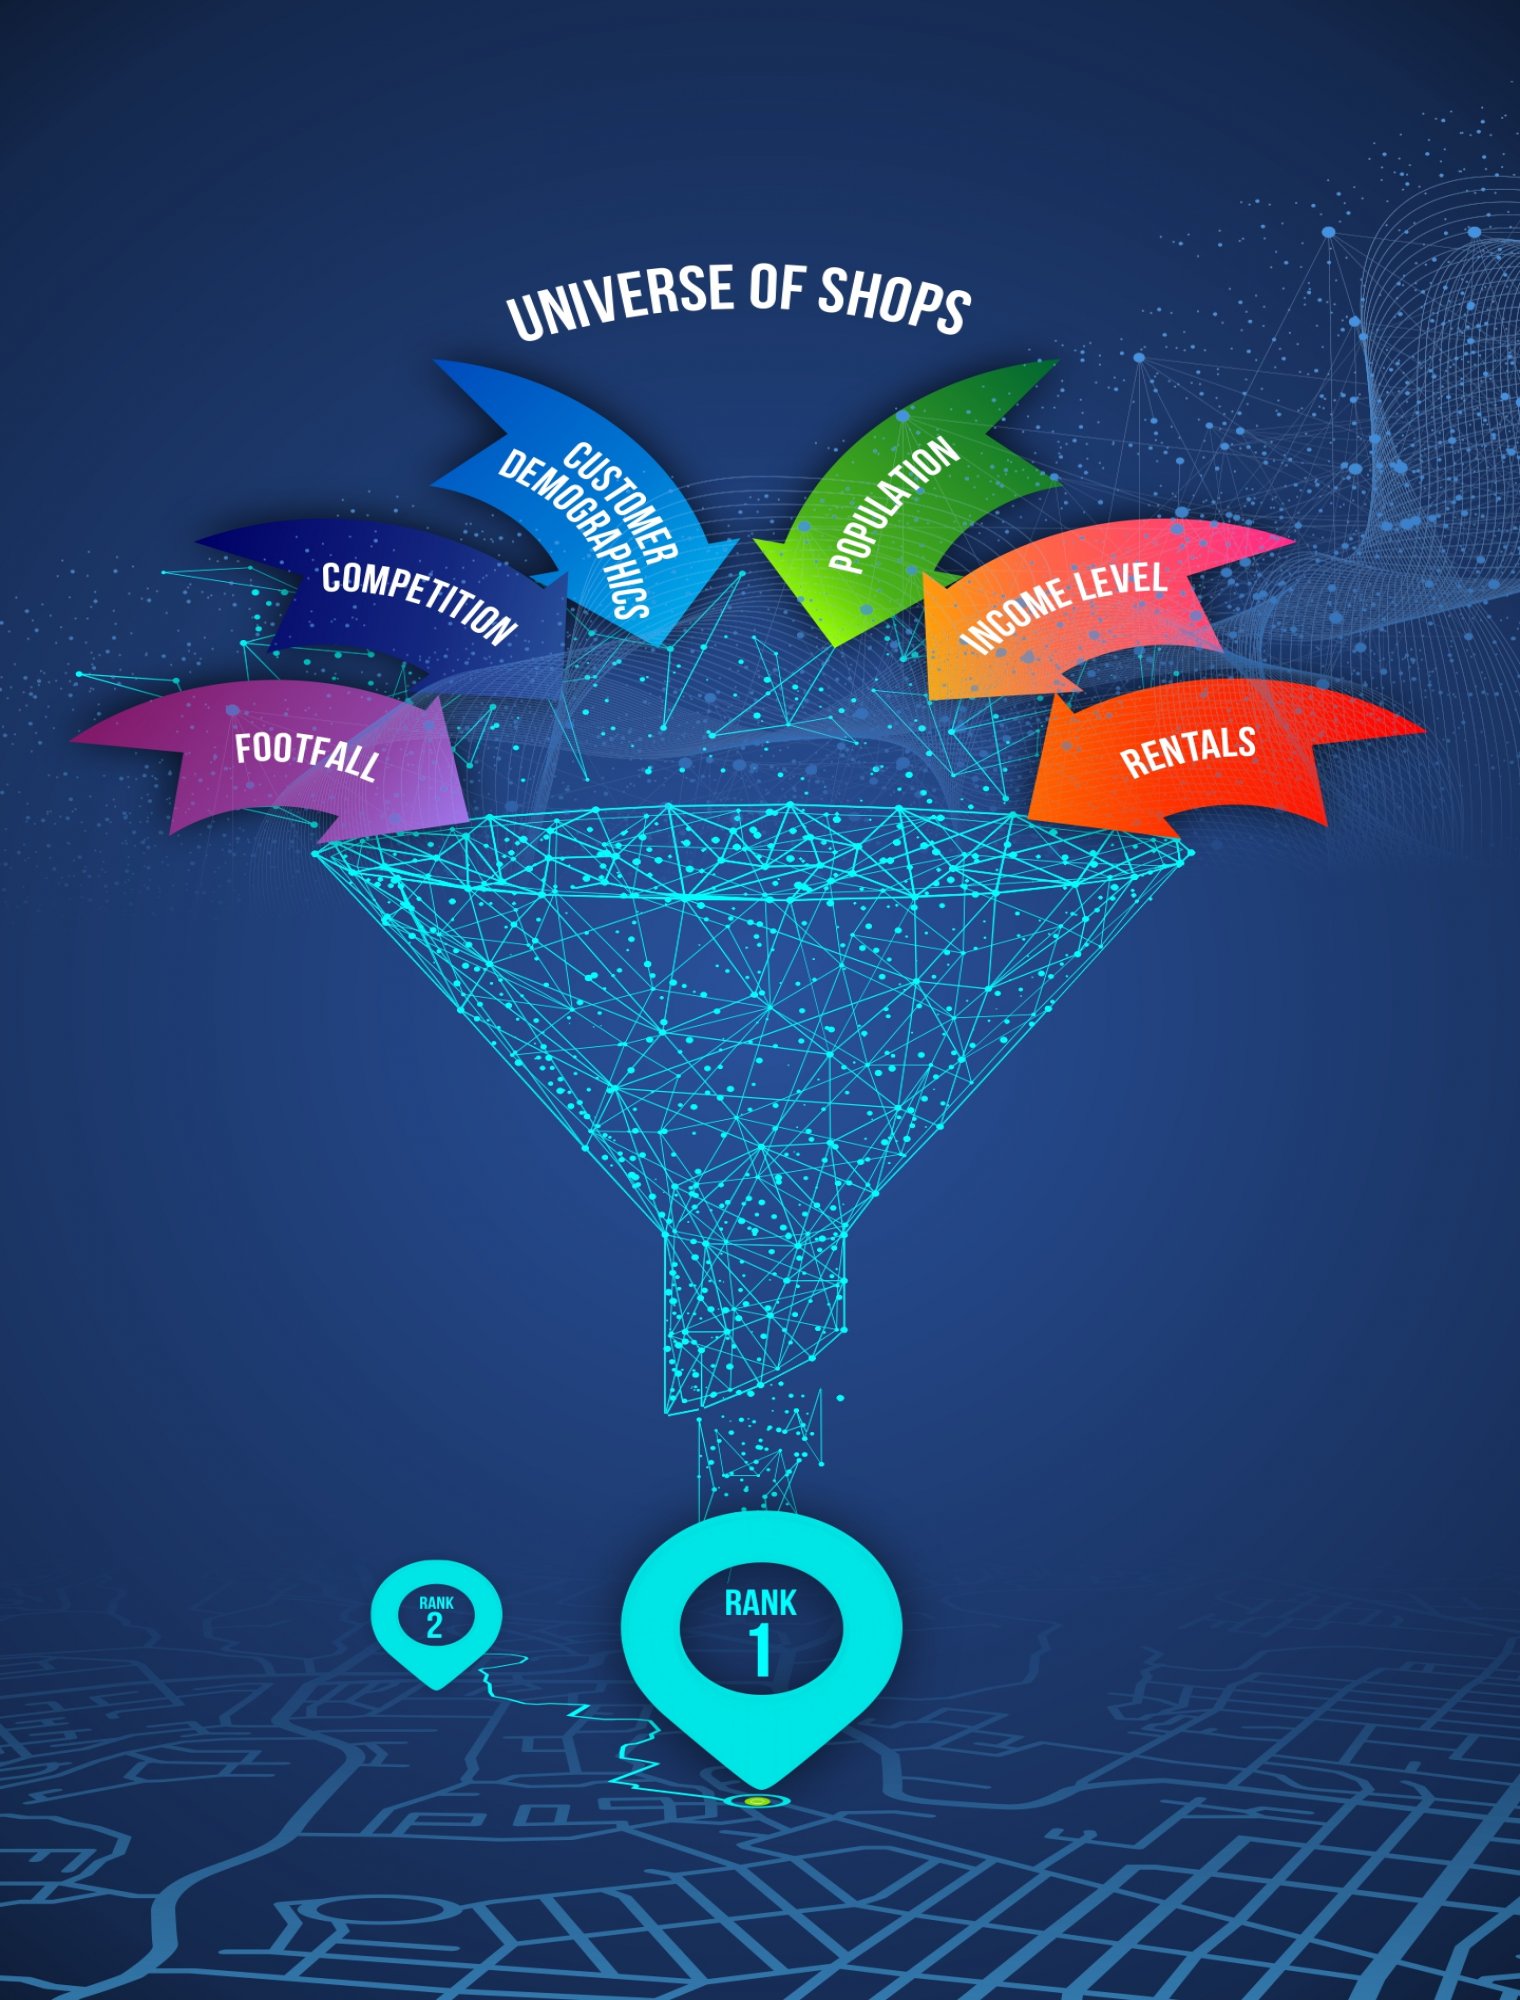 UNIVERSE OF SHOPS
CUSTOMER
DEMOGRAPHICS
POPULATION
COMPETITION
INCOME LEVEL
FOOTFALL
RENTALS
RANK
2
RANK
1